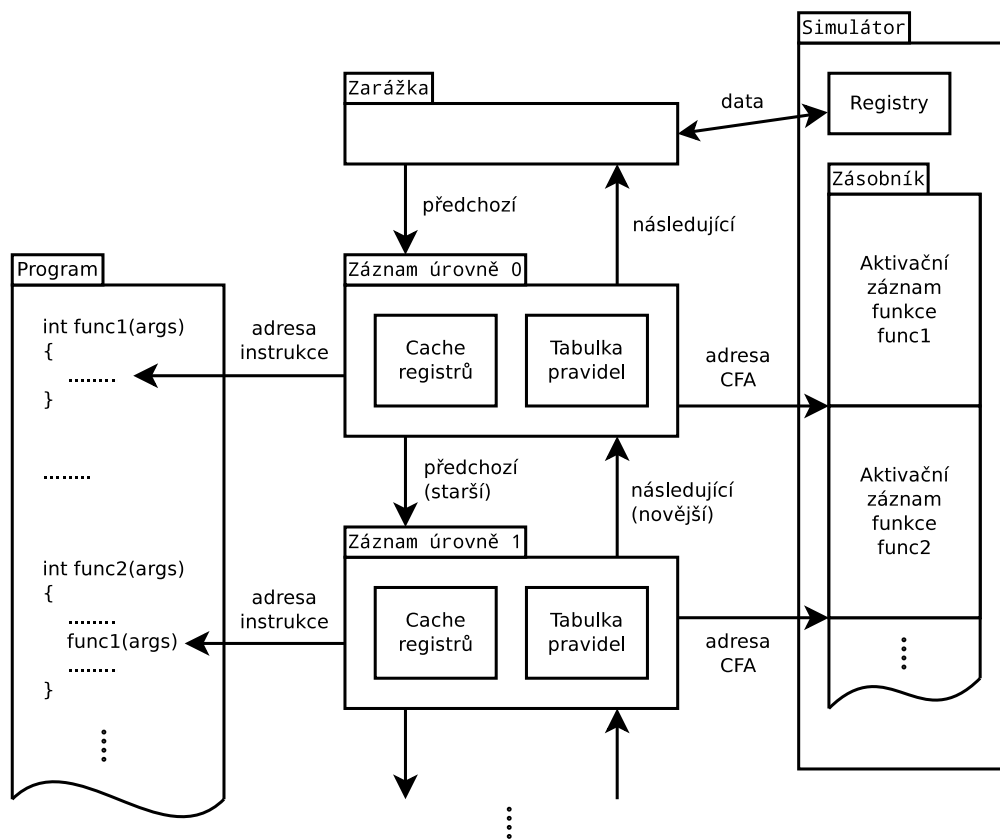 Simulátor
Zarážka
data
Registry
Zásobník
předchozí
následující
Program
Záznam úrovně 0
Aktivační
záznam
funkce
func1
int func1(args)
{
........
}
adresa
instrukce
Cache
registrů
Tabulka
pravidel
adresa
CFA
........
předchozí
(starší)
následující
(novější)
Aktivační
záznam
funkce
func2
Záznam úrovně 1
int func2(args)
{
........
func1(args)
........
}
adresa
instrukce
Cache
registrů
Tabulka
pravidel
adresa
CFA